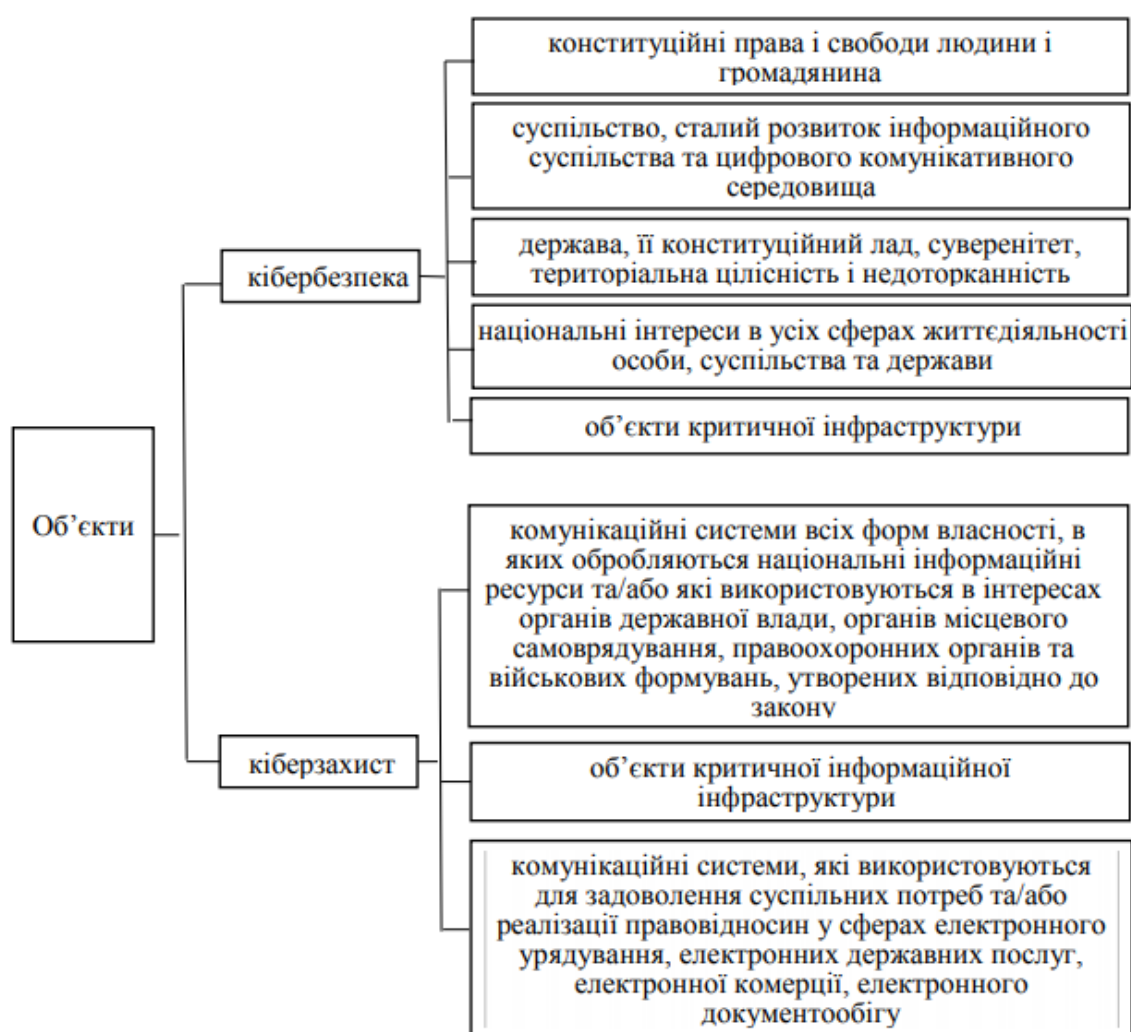 Об’єкти
кібербезпека
конституційні права і свободи людини і
громадянина
суспільство, сталий розвиток інформаційного
суспільства та цифрового комунікативного
середовища
держава, її конституційний лад, суверенітет,
територіальна цілісність і недоторканність
національні інтереси в усіх сферах життєдіяльності
особи, суспільства та держави
об’єкти критичної інфраструктури
кіберзахист
комунікаційні системи всіх форм власності, в
яких обробляються національні інформаційні
ресурси та/або які використовуються в інтересах
органів державної влади, органів місцевого
самоврядування, правоохоронних органів та
військових формувань, утворених відповідно до
закону
об’єкти критичної інформаційної
інфраструктури
комунікаційні системи, які використовуються
для задоволення суспільних потреб та/або
реалізації правовідносин у сферах електронного
урядування, електронних державних послуг,
електронної комерції, електронного
документообігу